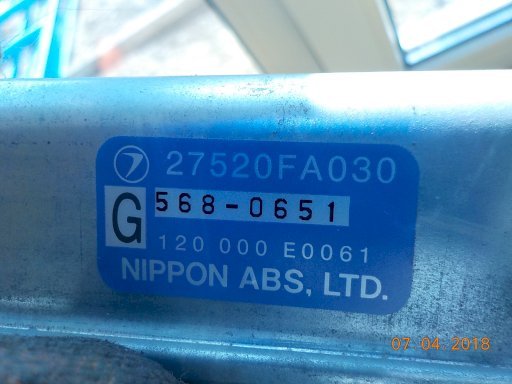 27520FA030
G 568-0651
120 000 E0061
NIPPON ABS, LTD.
07.04.2018